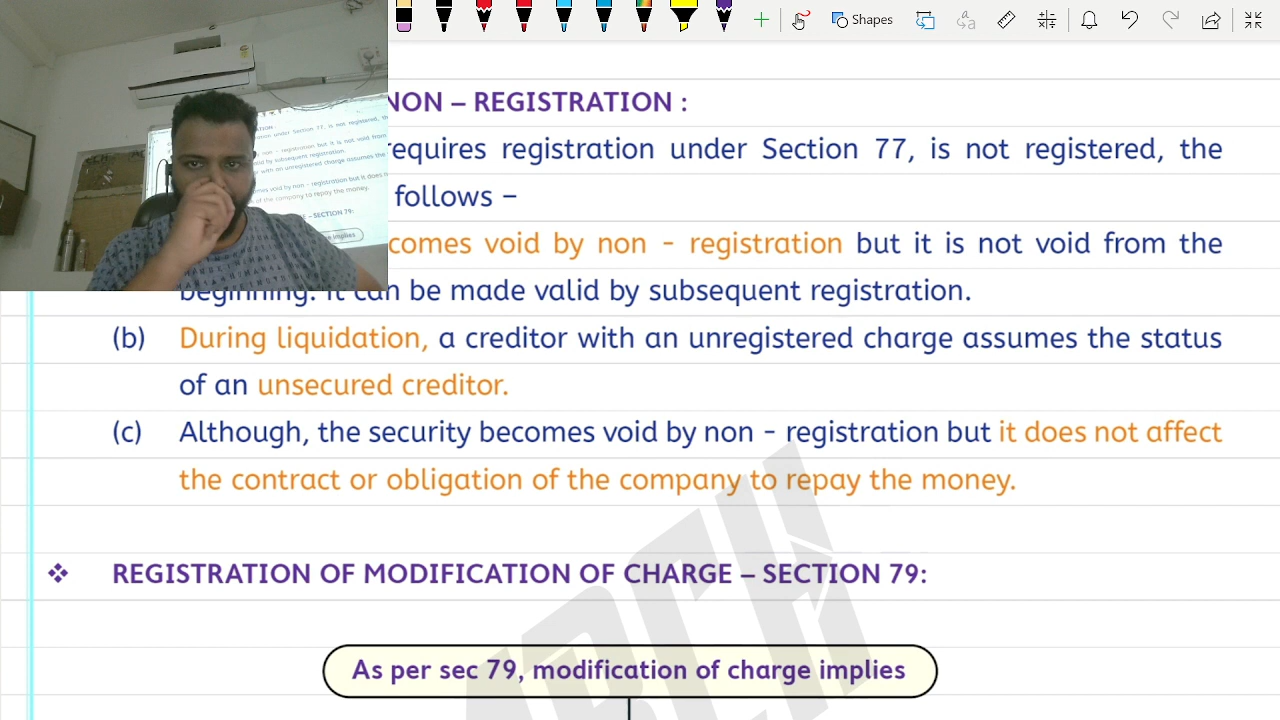 Shapes
NON – REGISTRATION :
requires registration under Section 77, is not registered, the
follows –
comes void by non - registration but it is not void from the
beginning. It can be made valid by subsequent registration.
(b) During liquidation, a creditor with an unregistered charge assumes the status
of an unsecured creditor.
(c) Although, the security becomes void by non - registration but it does not affect
the contract or obligation of the company to repay the money.
❖ REGISTRATION OF MODIFICATION OF CHARGE – SECTION 79:
As per sec 79, modification of charge implies